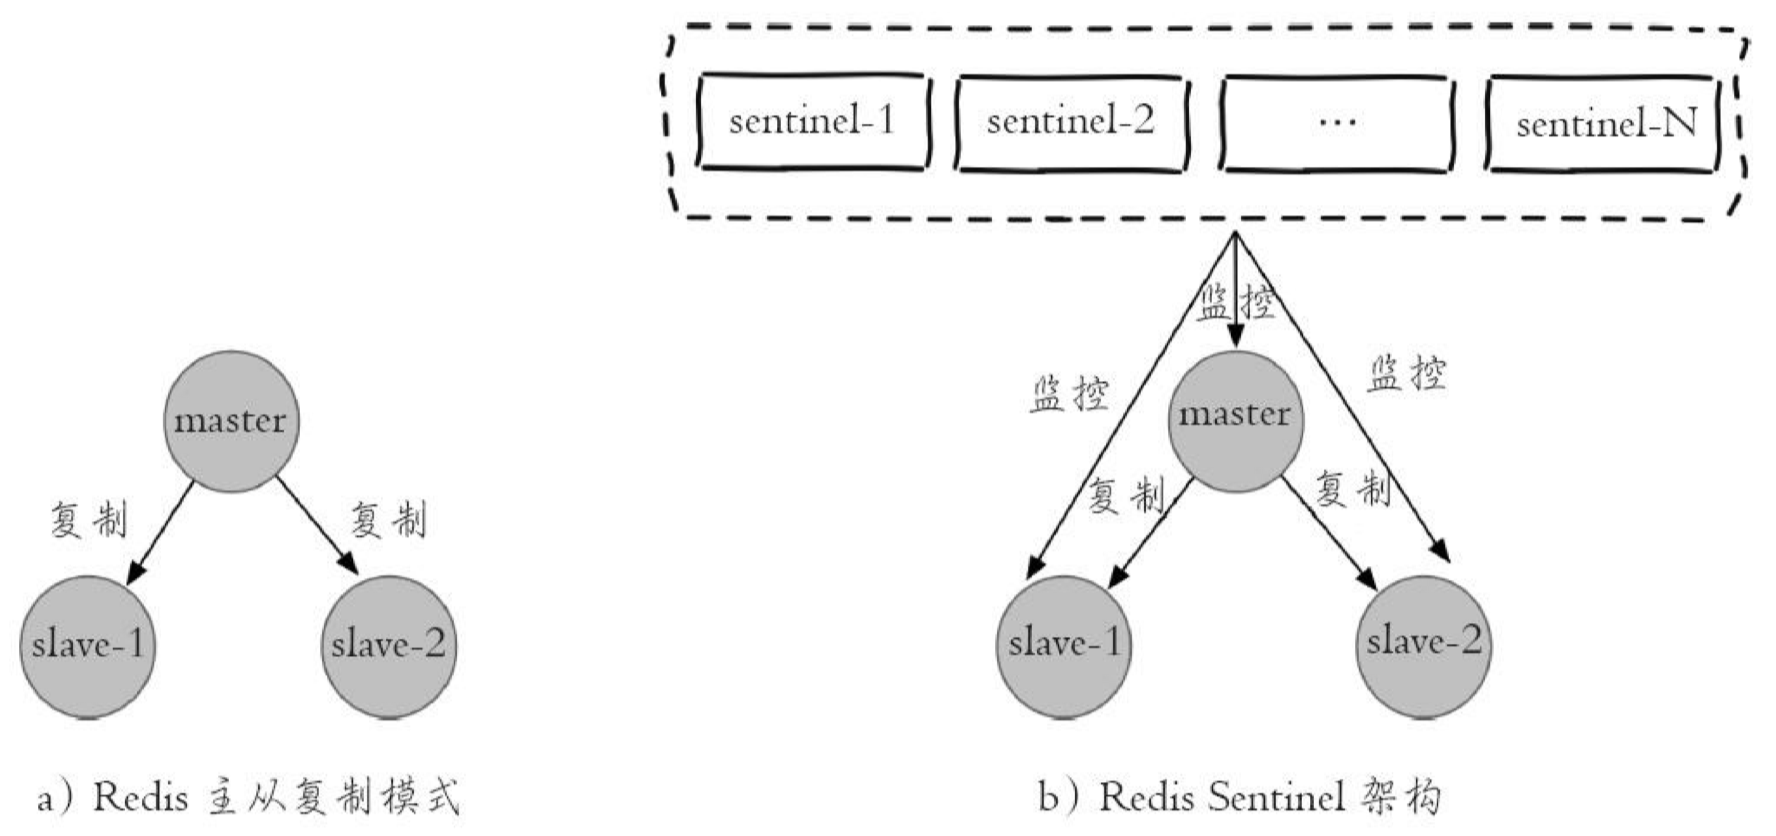 sentinel-1 sentinel-2 ... sentinel-N
监控
监控
监控
master
master
复制
复制
复制
复制
slave-1
slave-2
slave-1
slave-2
a) Redis 主从复制模式
b) Redis Sentinel 架构